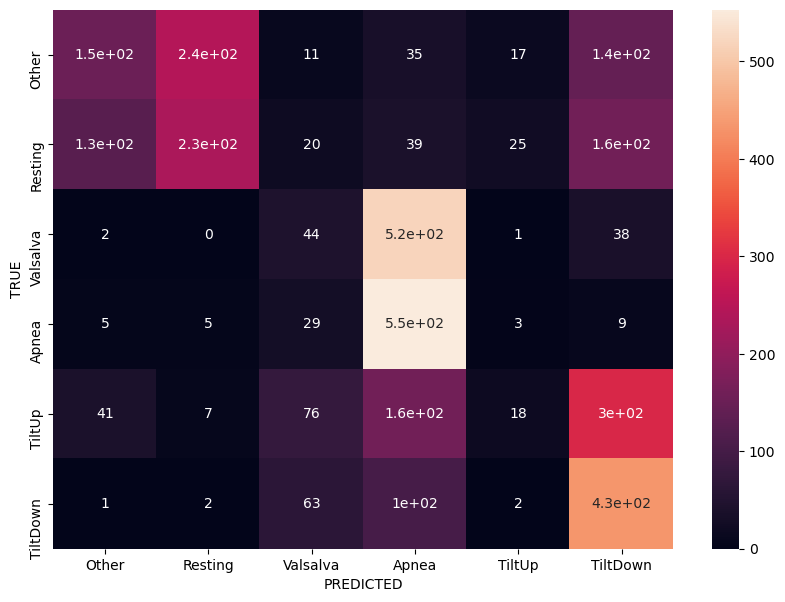 Other 1.5e+02 2.4e+02 11 35 17 1.4e+02
Resting 1.3e+02 2.3e+02 20 39 25 1.6e+02
Valsalva 2 0 44 5.2e+02 1 38
Apnea 5 5 29 5.5e+02 3 9
TiltUp 41 7 76 1.6e+02 18 3e+02
TiltDown 1 2 63 1e+02 2 4.3e+02
Other Resting Valsalva Apnea TiltUp TiltDown
PREDICTED
TRUE
500
400
300
200
100
0